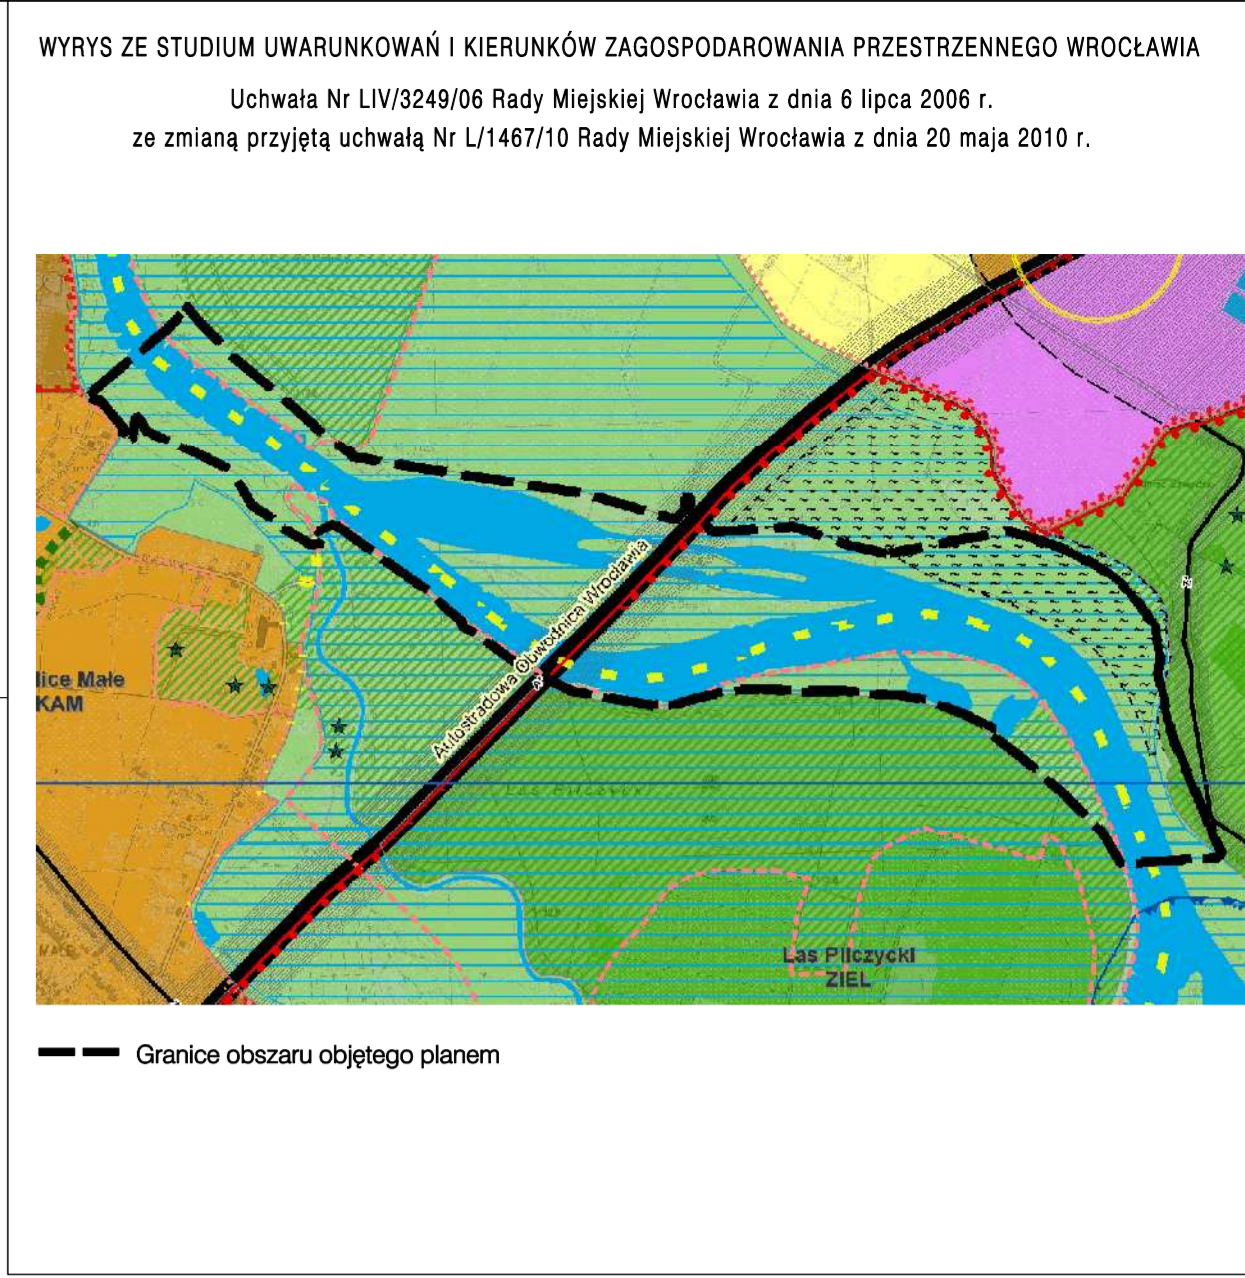 WYRYS ZE STUDIUM UWARUNKOWAŃ I KIERUNKÓW ZAGOSPODAROWANIA PRZESTRZENNEGO WROCŁAWIA
Uchwała Nr LIV/3249/06 Rady Miejskiej Wrocławia z dnia 6 lipca 2006 r.
ze zmianą przyjętą uchwałą Nr L/1467/10 Rady Miejskiej Wrocławia z dnia 20 maja 2010 r.
Autostradowa Obwodnica Wrocławia
lice Małe
KAM
Las Pilczycki
Las Pilczycki
ZIEL
Granice obszaru objętego planem